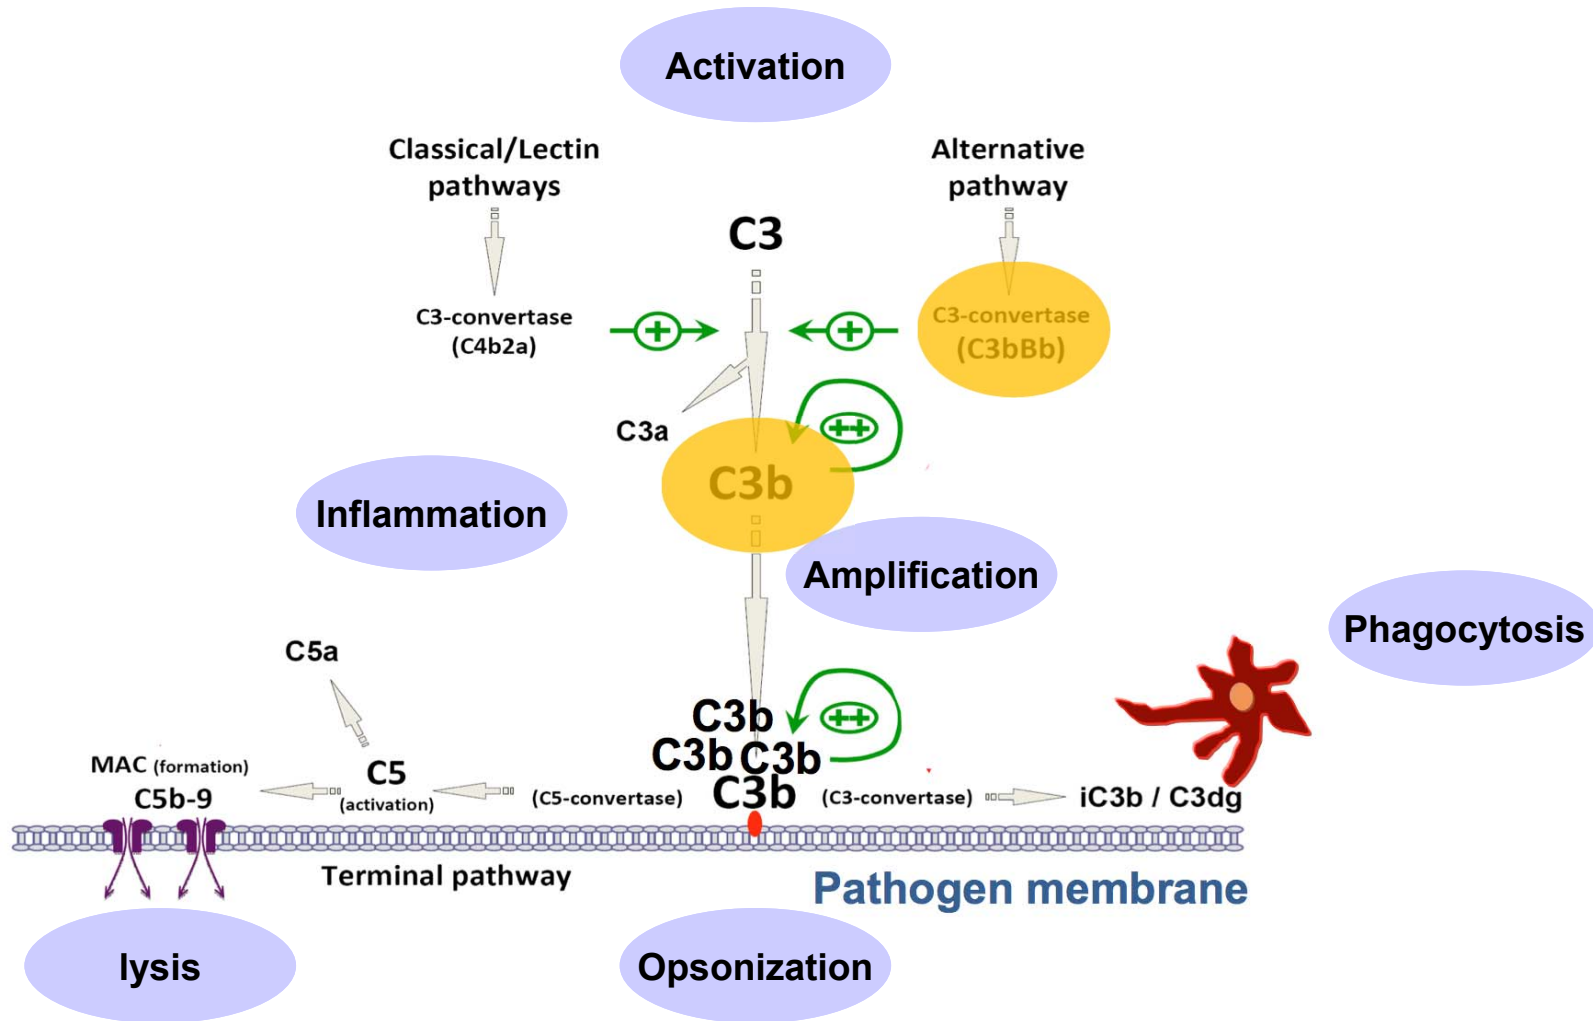 Activation
Classical/Lectin
pathways
Alternative
pathway
C3
C3-convertase
(C4b2a)
+
+
C3-convertase
(C3bBb)
C3a
++
C3b
Inflammation
Amplification
Phagocytosis
C5a
C3b
++
C3b C3b
MAC (formation)
C5b-9
C5
(activation)
(C5-convertase)
C3b
(C3-convertase)
iC3b / C3dg
Terminal pathway
Pathogen membrane
lysis
Opsonization